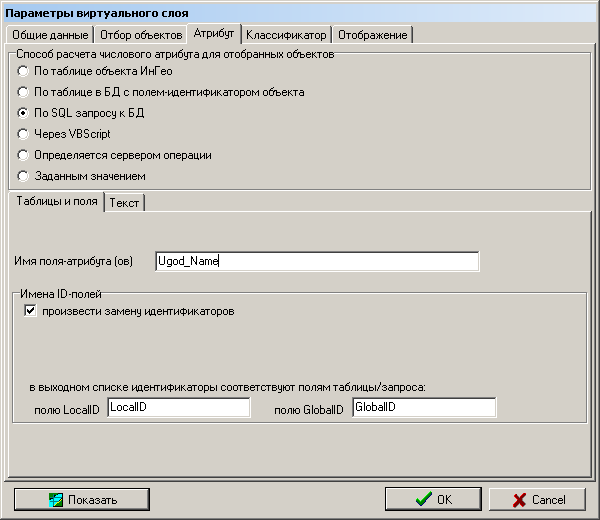 Параметры виртуального слоя
Общие данные Отбор объектов Атрибут Классификатор Отображение
Способ расчета числового атрибута для отобранных объектов
По таблице объекта ИнГео
По таблице в БД с полем-идентификатором объекта
По SQL запросу к БД
Через VBScript
Определяется сервером операции
Заданным значением
Таблицы и поля Текст
Имя поля-атрибута (ов) Ugod_Name
Имена ID-полей
произвести замену идентификаторов
в выходном списке идентификаторы соответствуют полям таблицы/запроса:
полю LocalID LocalID полю GlobalID GlobalID
Показать OK Cancel